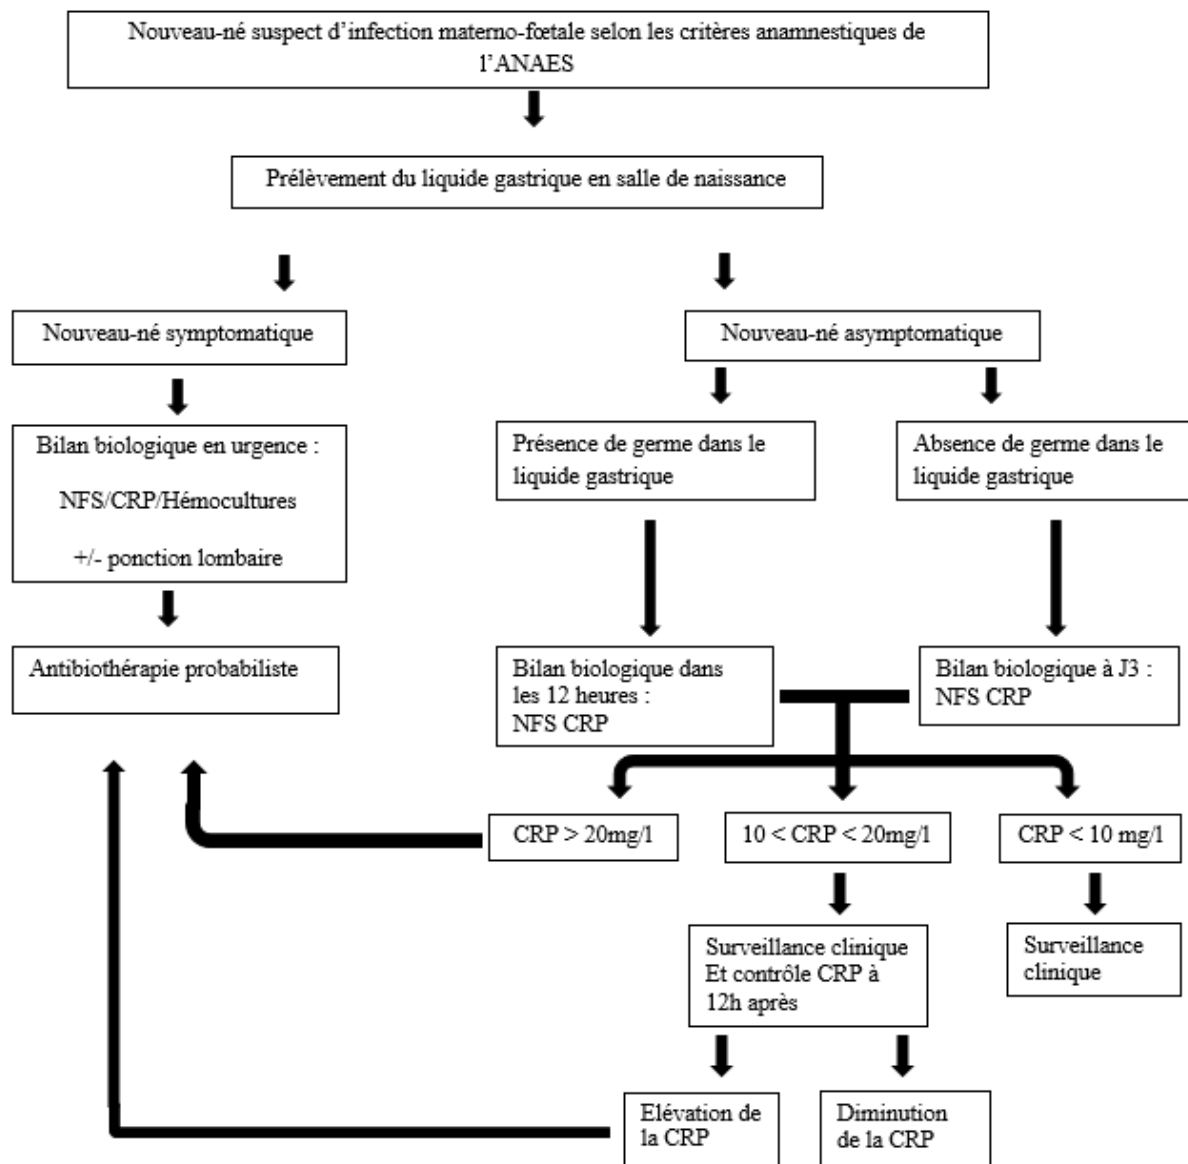 Nouveau-né suspect d’infection materno-fœtale selon les critères anamnestiques de
l’ANAES
Prélèvement du liquide gastrique en salle de naissance
Nouveau-né symptomatique
Nouveau-né asymptomatique
Bilan biologique en urgence :
NFS/CRP/Hémocultures
+/- ponction lombaire
Présence de germe dans le
liquide gastrique
Absence de germe dans le
liquide gastrique
Antibiothérapie probabiliste
Bilan biologique dans
les 12 heures :
NFS CRP
Bilan biologique à J3 :
NFS CRP
CRP > 20mg/l
10 < CRP < 20mg/l
CRP < 10 mg/l
Surveillance clinique
Et contrôle CRP à
12h après
Surveillance
clinique
Elévation de
la CRP
Diminution
de la CRP